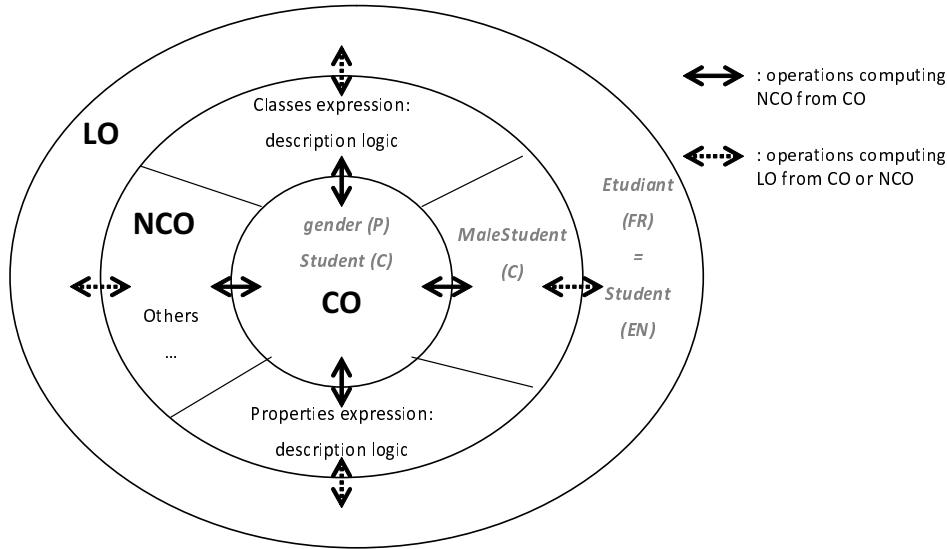 Classes expression:
description logic
LO
NCO
Others
...
gender (P)
Student (C)
CO
MaleStudent
(C)
Etudiant
(FR)
=
Student
(EN)
Properties expression:
description logic
: operations computing
NCO from CO
: operations computing
LO from CO or NCO